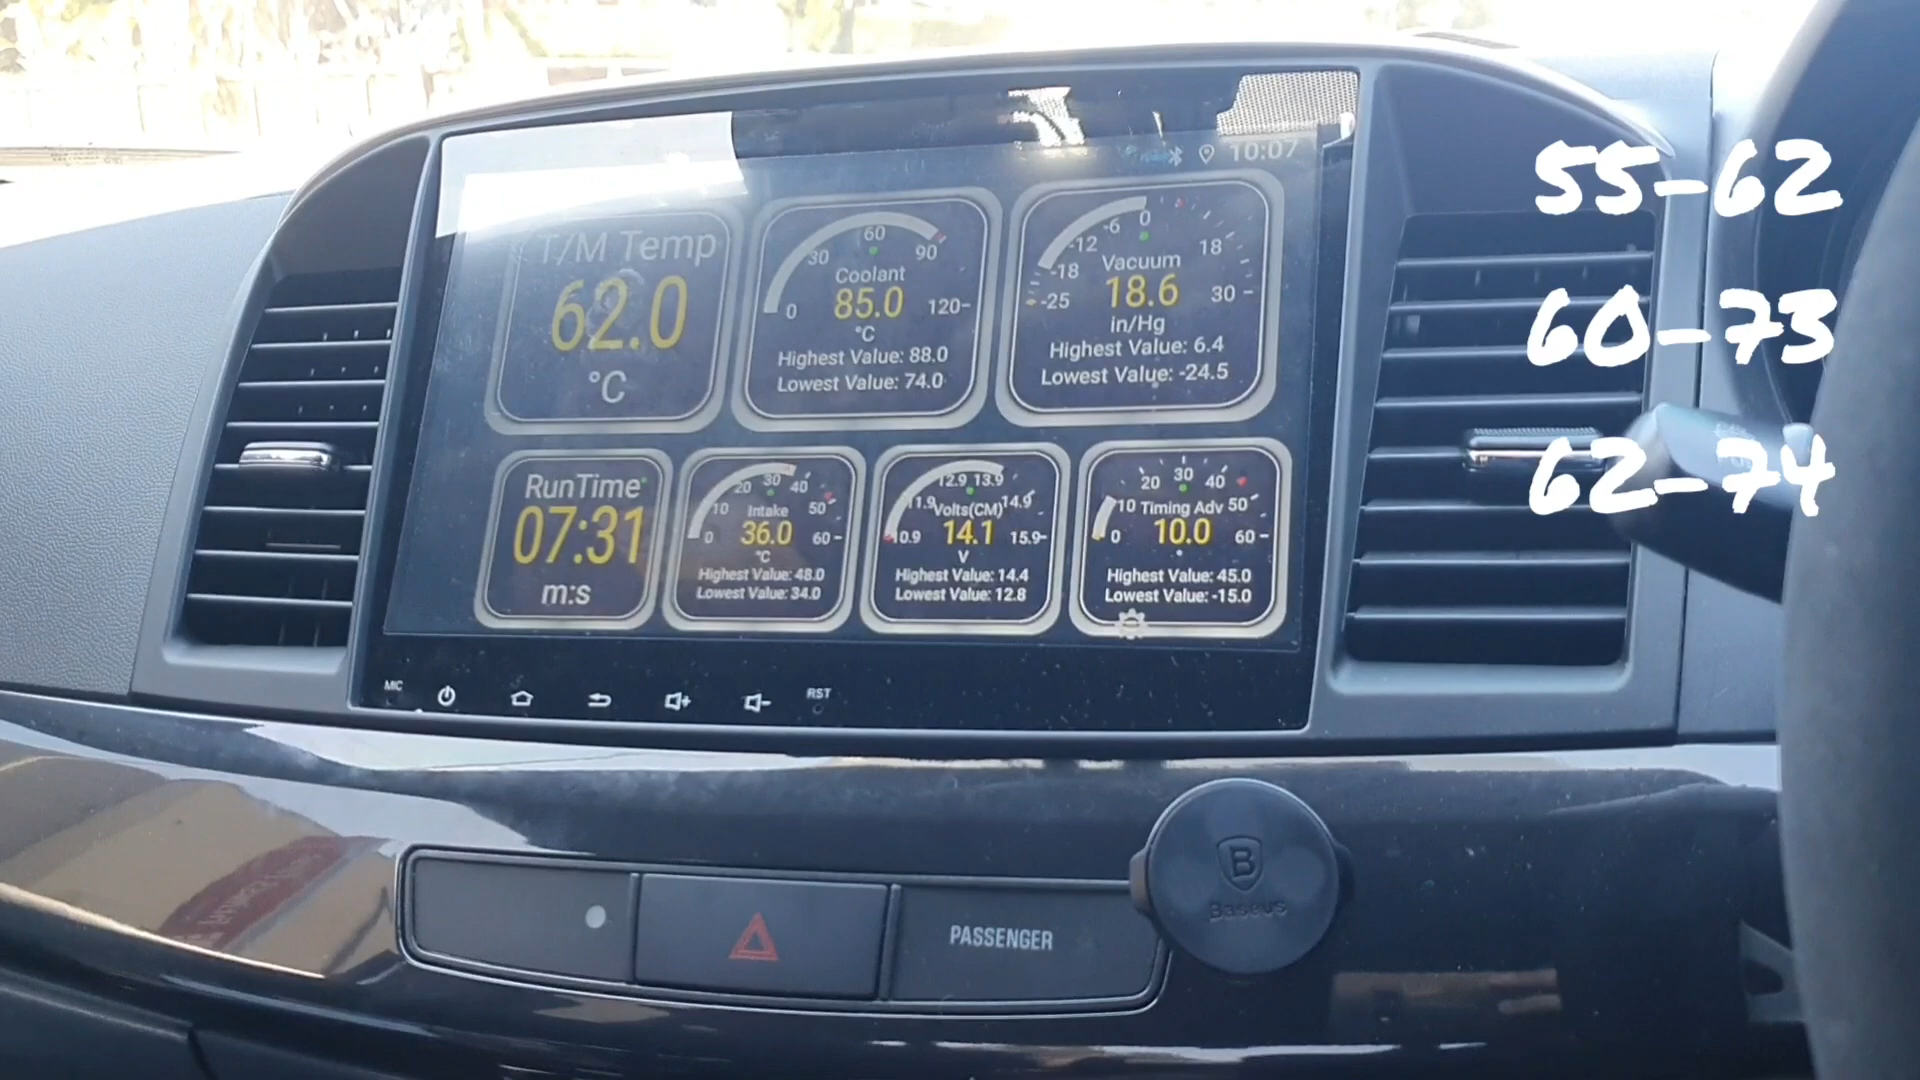 10:07
55-62
60-73
62-74
T/M Temp
62.0
°C
0 30 60 90 120
Coolant
85.0
°C
Highest Value: 88.0
Lowest Value: 74.0
-25 -18 -12 -6 0 18 30
Vacuum
18.6
in/Hg
Highest Value: 6.4
Lowest Value: -24.5
RunTime
07:31
m:s
0 10 20 30 40 50 60
Intake
36.0
°C
Highest Value: 48.0
Lowest Value: 34.0
10.9 11.9 12.9 13.9 14.9 15.9
Volts(CM)
14.1
V
Highest Value: 14.4
Lowest Value: 12.8
0 10 20 30 40 50 60
Timing Adv
10.0
°
Highest Value: 45.0
Lowest Value: -15.0
MIC
RST
PASSENGER
B
Baseus